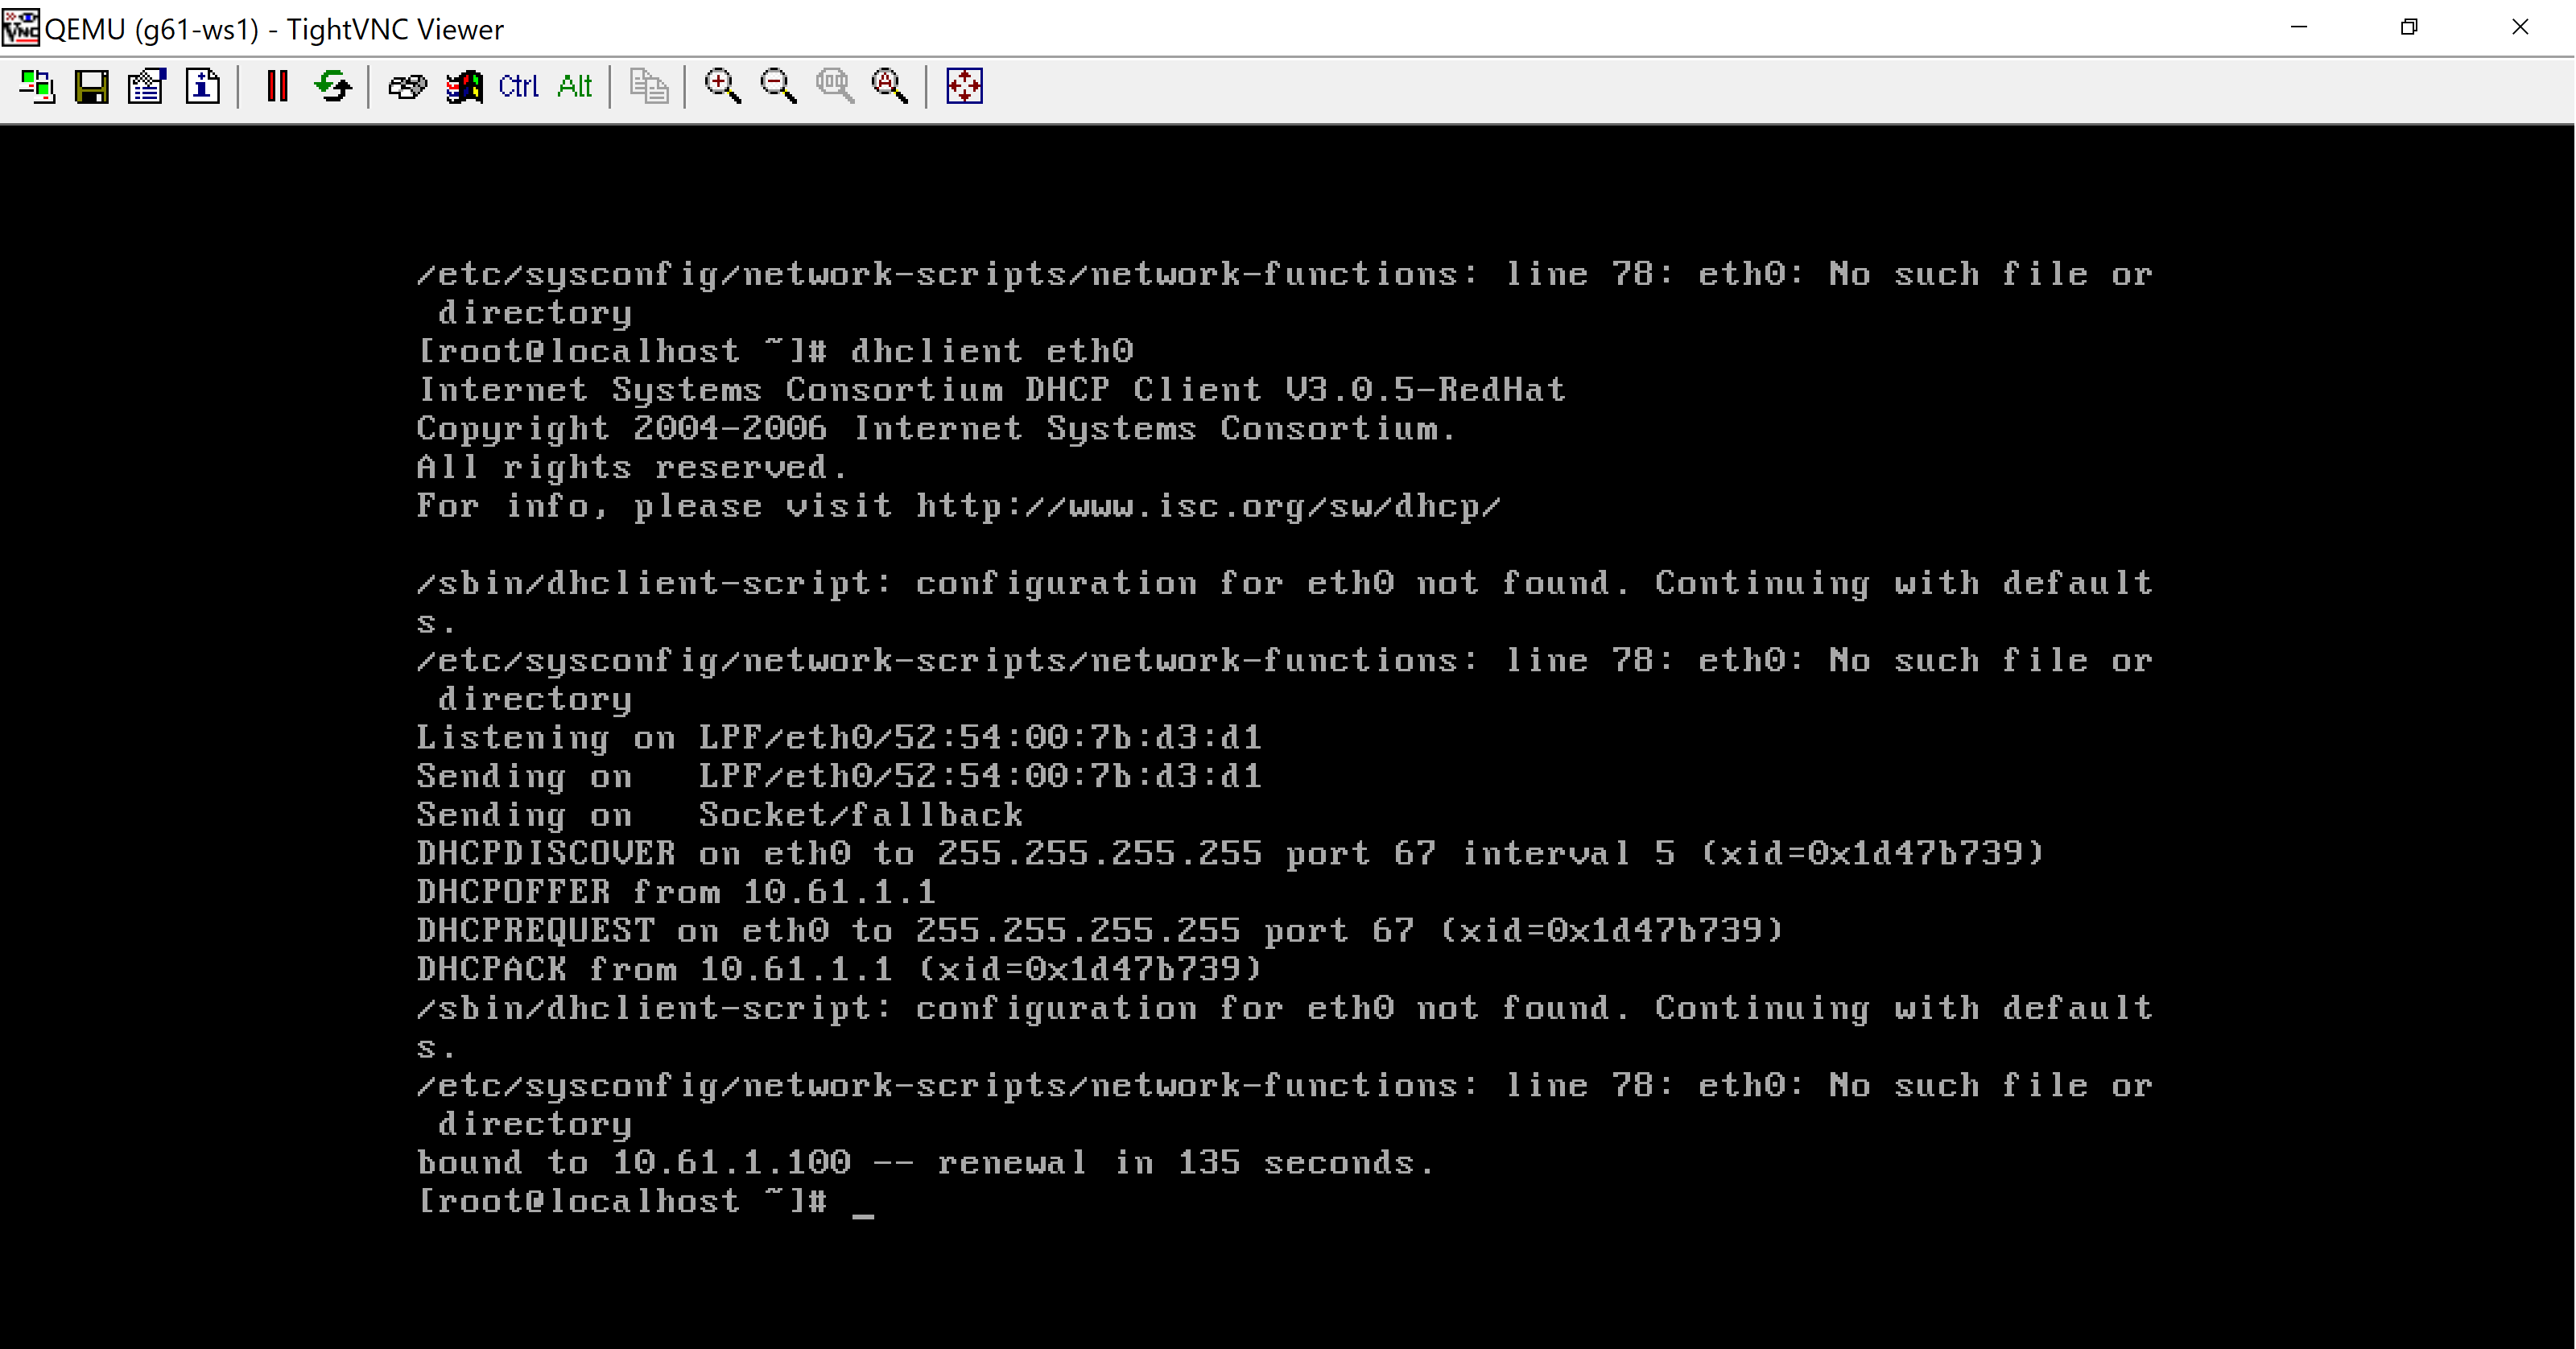 QEMU (g61-ws1) - TightVNC Viewer
Ctrl Alt
/etc/sysconfig/network-scripts/network-functions: line 78: eth0: No such file or
 directory
[root@localhost ~]# dhclient eth0
Internet Systems Consortium DHCP Client V3.0.5-RedHat
Copyright 2004-2006 Internet Systems Consortium.
All rights reserved.
For info, please visit http://www.isc.org/sw/dhcp/

/sbin/dhclient-script: configuration for eth0 not found. Continuing with default
s.
/etc/sysconfig/network-scripts/network-functions: line 78: eth0: No such file or
 directory
Listening on LPF/eth0/52:54:00:7b:d3:d1
Sending on   LPF/eth0/52:54:00:7b:d3:d1
Sending on   Socket/fallback
DHCPDISCOVER on eth0 to 255.255.255.255 port 67 interval 5 (xid=0x1d47b739)
DHCPOFFER from 10.61.1.1
DHCPREQUEST on eth0 to 255.255.255.255 port 67 (xid=0x1d47b739)
DHCPACK from 10.61.1.1 (xid=0x1d47b739)
/sbin/dhclient-script: configuration for eth0 not found. Continuing with default
s.
/etc/sysconfig/network-scripts/network-functions: line 78: eth0: No such file or
 directory
bound to 10.61.1.100 -- renewal in 135 seconds.
[root@localhost ~]# _